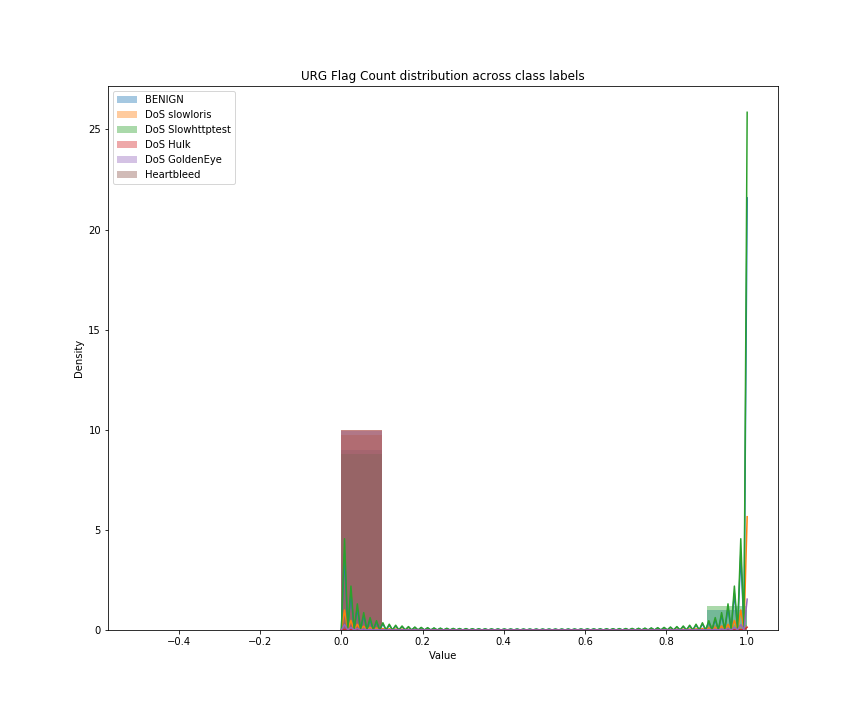 URG Flag Count distribution across class labels
BENIGN
DoS slowloris
DoS Slowhttptest
DoS Hulk
DoS GoldenEye
Heartbleed
25
20
15
10
5
0
Density
−0.4 −0.2 0.0 0.2 0.4 0.6 0.8 1.0
Value